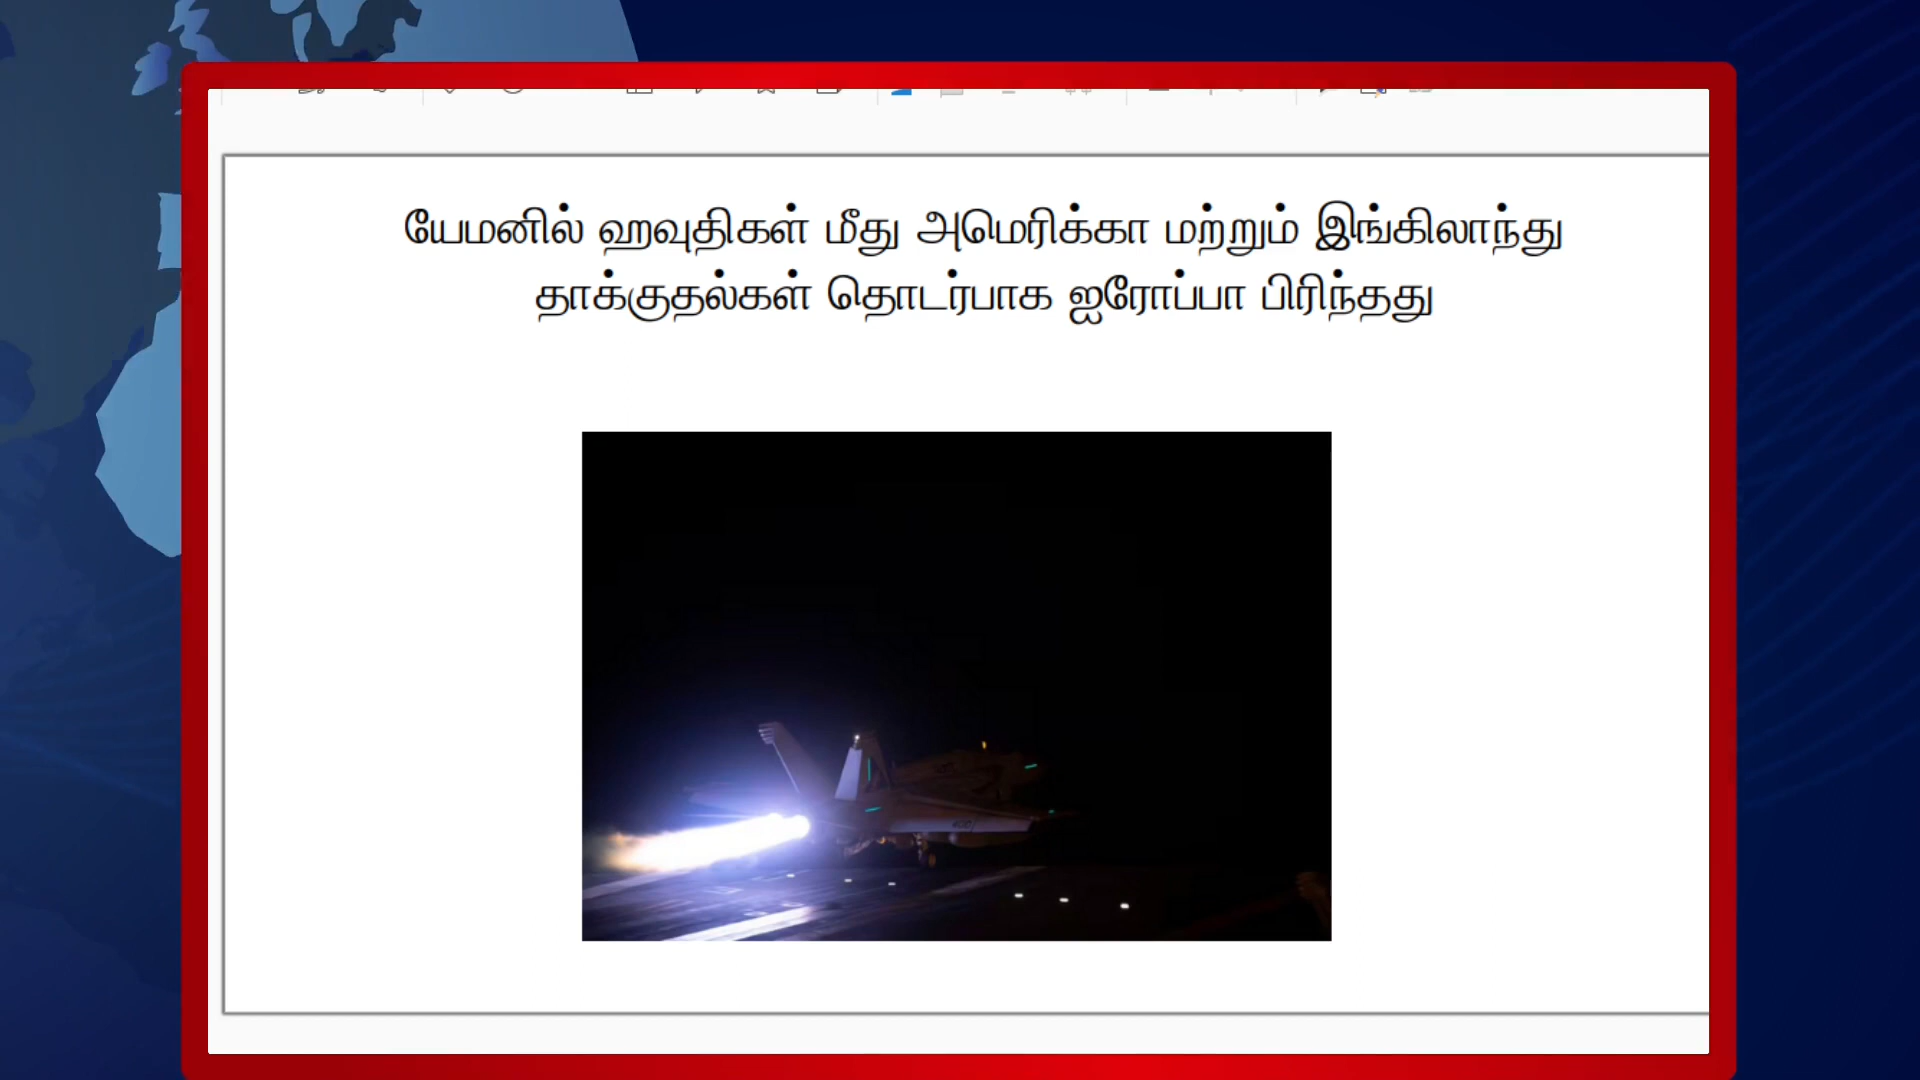 யேமனில் ஹவுதிகள் மீது அமெரிக்கா மற்றும் இங்கிலாந்து
தாக்குதல்கள் தொடர்பாக ஐரோப்பா பிரிந்தது